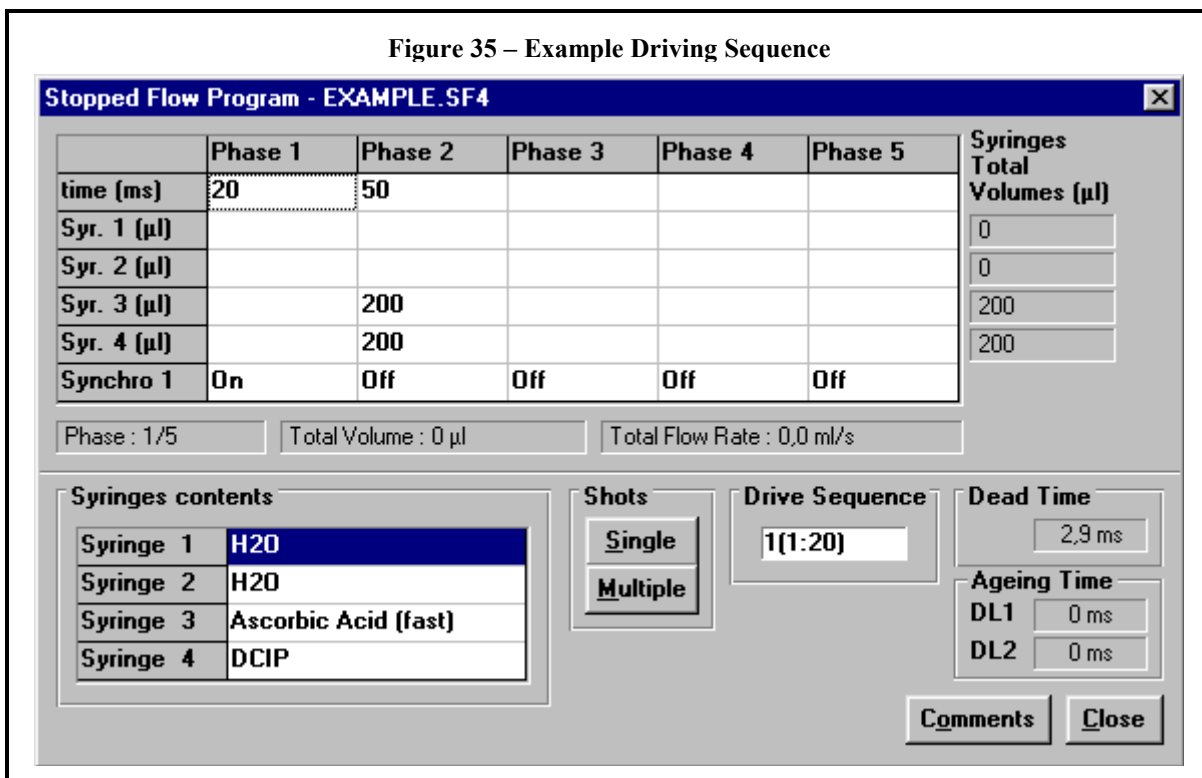 Figure 35 – Example Driving Sequence
Stopped Flow Program - EXAMPLE.SF4
Phase 1 Phase 2 Phase 3 Phase 4 Phase 5
Syringes
Total
Volumes (µl)
time (ms) 20 50
Syr. 1 (µl) 0
Syr. 2 (µl) 0
Syr. 3 (µl) 200 200
Syr. 4 (µl) 200 200
Synchro 1 On Off Off Off Off
Phase : 1/5 Total Volume : 0 µl Total Flow Rate : 0,0 ml/s
Syringes contents
Syringe 1 H2O
Syringe 2 H2O
Syringe 3 Ascorbic Acid (fast)
Syringe 4 DCIP
Shots
Single
Multiple
Drive Sequence
1(1:20)
Dead Time
2,9 ms
Ageing Time
DL1 0 ms
DL2 0 ms
Comments Close